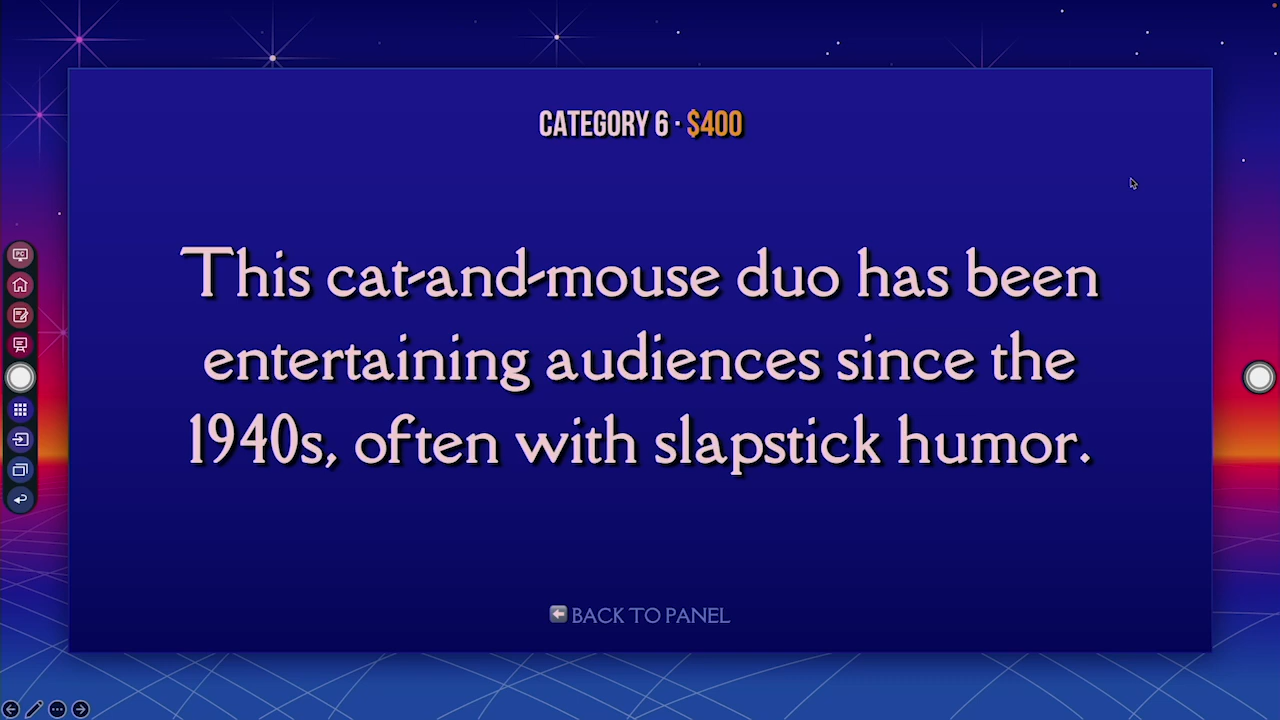 CATEGORY 6 · $400
This cat-and-mouse duo has been
entertaining audiences since the
1940s, often with slapstick humor.
BACK TO PANEL